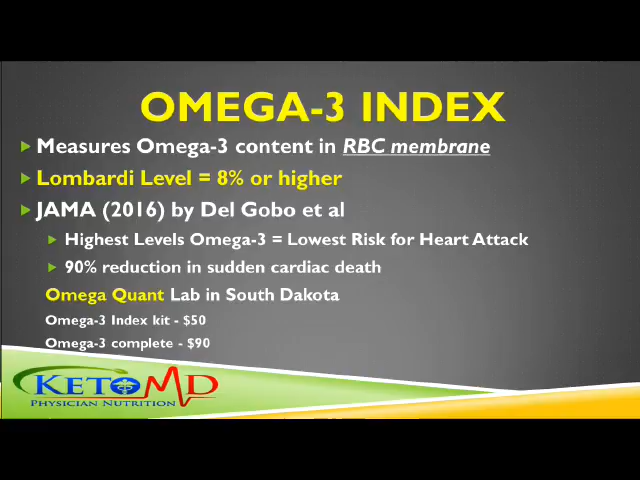 OMEGA-3 INDEX
Measures Omega-3 content in RBC membrane
Lombardi Level = 8% or higher
JAMA (2016) by Del Gobo et al
Highest Levels Omega-3 = Lowest Risk for Heart Attack
90% reduction in sudden cardiac death
Omega Quant Lab in South Dakota
Omega-3 Index kit - $50
Omega-3 complete - $90
KETO MD
PHYSICIAN NUTRITION